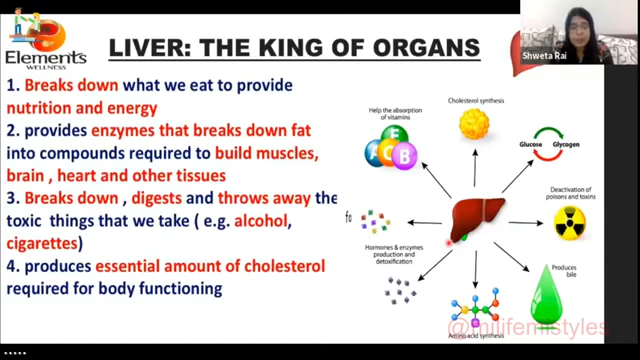 Elements
WELLNESS
LIVER: THE KING OF ORGANS
Shweta Rai
1. Breaks down what we eat to provide
nutrition and energy
2. provides enzymes that breaks down fat
into compounds required to build muscles,
brain , heart and other tissues
3. Breaks down , digests and throws away the
toxic things that we take ( e.g. alcohol,
cigarettes)
4. produces essential amount of cholesterol
required for body functioning
Help the absorption
of vitamins
A E C B
Cholesterol synthesis
Glucose Glycogen
Deactivation of
poisons and toxins
fo
Hormones & enzymes
production and
detoxification
Produces
bile
Amino acid synthesis
@milifemistyles